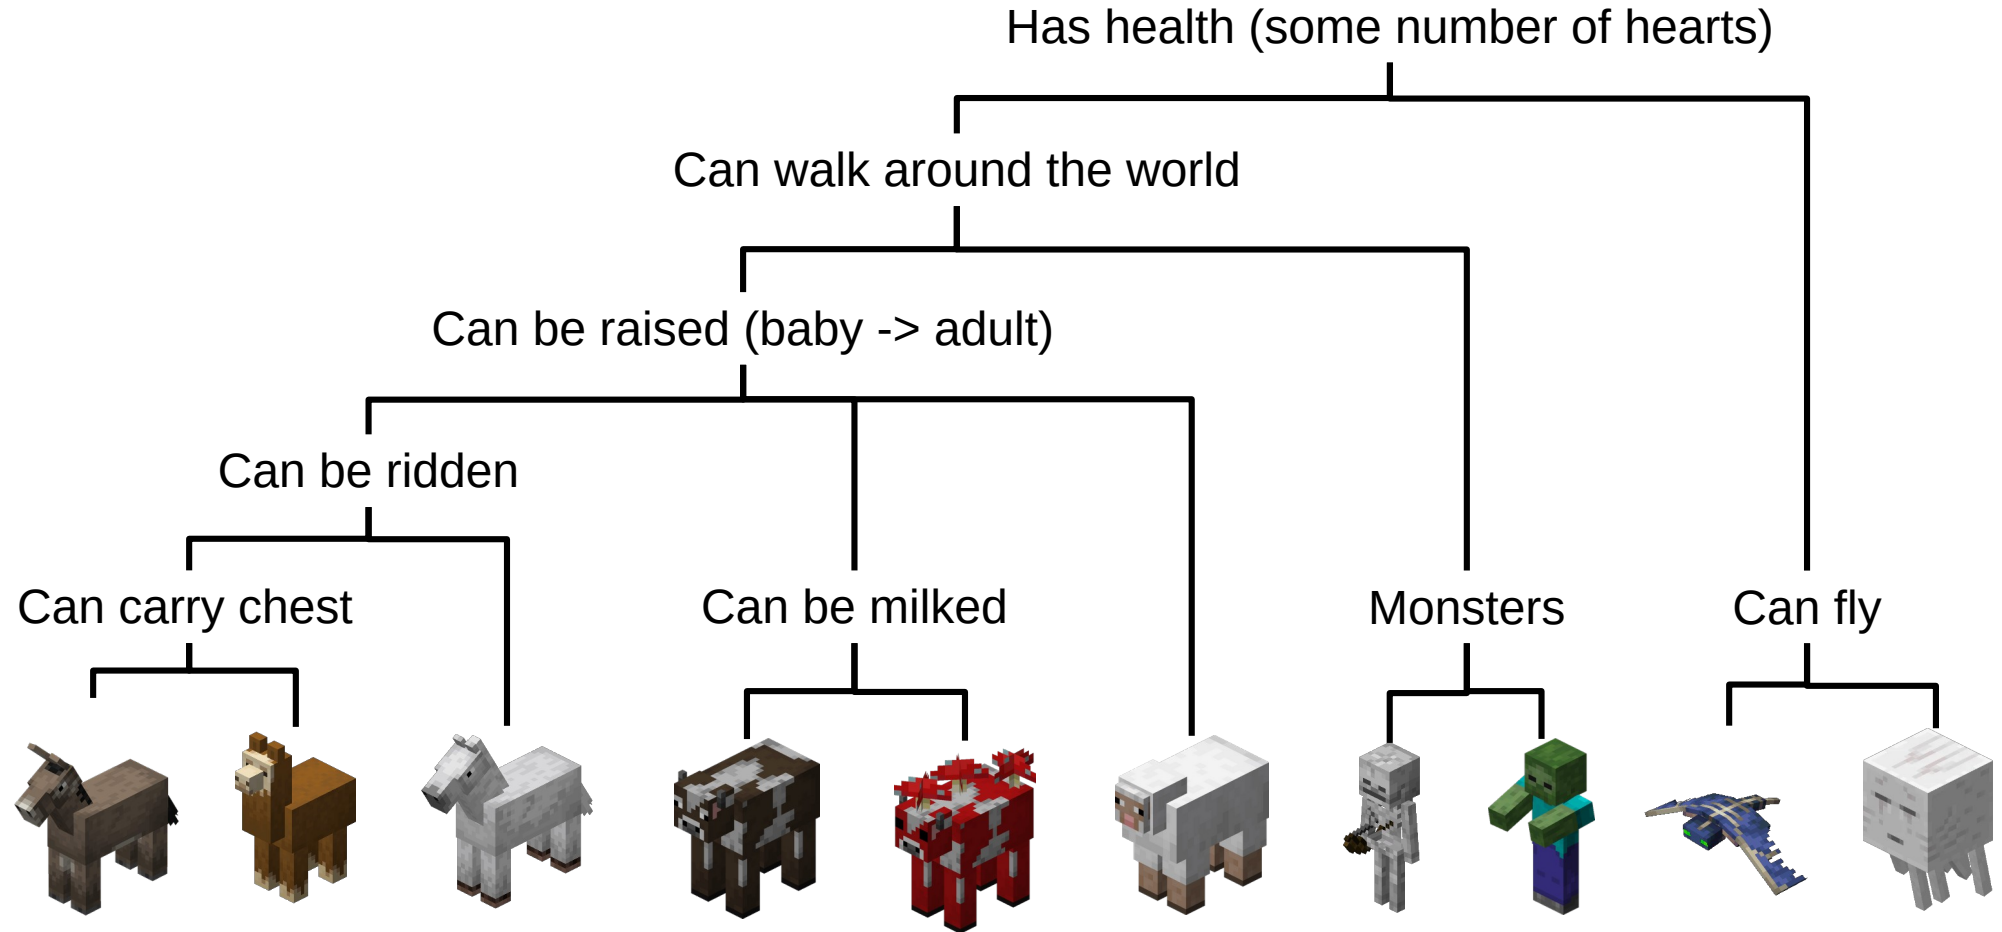 Has health (some number of hearts)
Can walk around the world
Can be raised (baby -> adult)
Can be ridden
Can carry chest
Can be milked
Monsters
Can fly